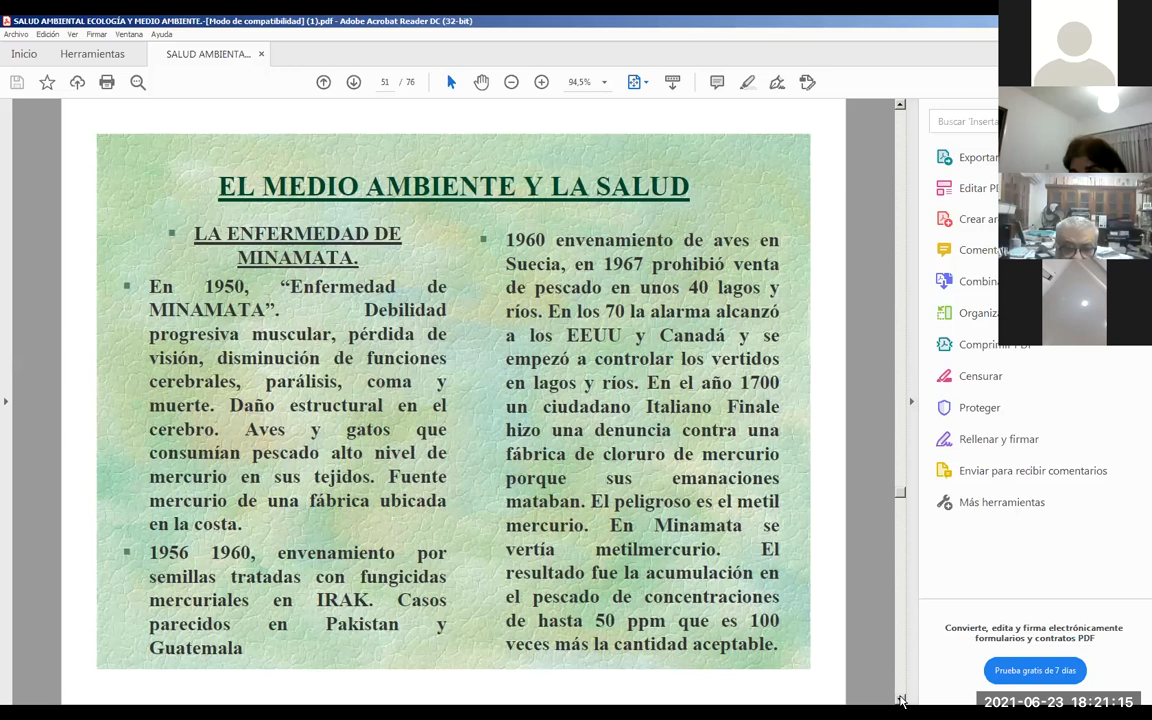 SALUD AMBIENTAL ECOLOGÍA Y MEDIO AMBIENTE.-[Modo de compatibilidad] (1).pdf - Adobe Acrobat Reader DC (32-bit)
Archivo Edición Ver Firmar Ventana Ayuda
Inicio Herramientas SALUD AMBIENTA... ×
51 / 76 94,5%
Buscar 'Inserta
EL MEDIO AMBIENTE Y LA SALUD
LA ENFERMEDAD DE
MINAMATA.
En 1950, “Enfermedad de
MINAMATA”. Debilidad
progresiva muscular, pérdida de
visión, disminución de funciones
cerebrales, parálisis, coma y
muerte. Daño estructural en el
cerebro. Aves y gatos que
consumían pescado alto nivel de
mercurio en sus tejidos. Fuente
mercurio de una fábrica ubicada
en la costa.
1956 1960, envenamiento por
semillas tratadas con fungicidas
mercuriales en IRAK. Casos
parecidos en Pakistan y
Guatemala
1960 envenamiento de aves en
Suecia, en 1967 prohibió venta
de pescado en unos 40 lagos y
ríos. En los 70 la alarma alcanzó
a los EEUU y Canadá y se
empezó a controlar los vertidos
en lagos y ríos. En el año 1700
un ciudadano Italiano Finale
hizo una denuncia contra una
fábrica de cloruro de mercurio
porque sus emanaciones
mataban. El peligroso es el metil
mercurio. En Minamata se
vertía metilmercurio. El
resultado fue la acumulación en
el pescado de concentraciones
de hasta 50 ppm que es 100
veces más la cantidad aceptable.
Exportar
Editar PD
Crear ar
Comenta
Combina
Organiza
Comprimir PDF
Censurar
Proteger
Rellenar y firmar
Enviar para recibir comentarios
Más herramientas
Convierte, edita y firma electrónicamente
formularios y contratos PDF
Prueba gratis de 7 días
2021-06-23 18:21:15